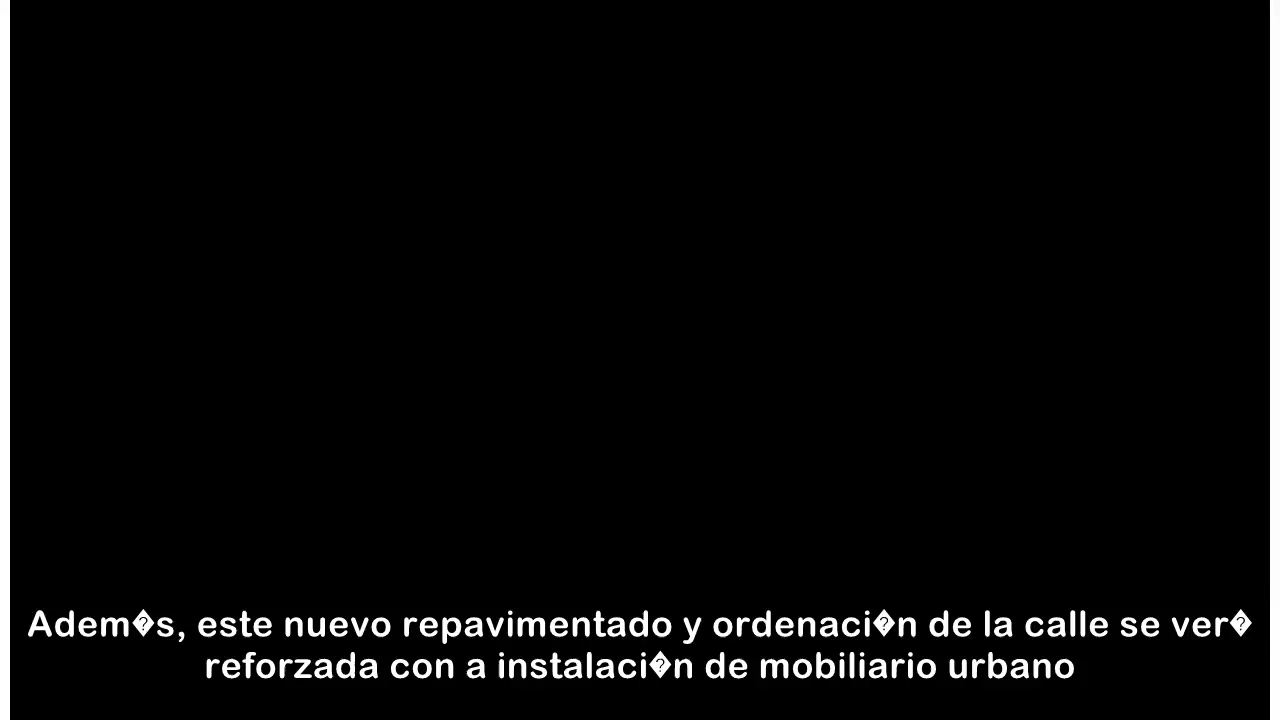 Adem�s, este nuevo repavimentado y ordenaci�n de la calle se ver�
reforzada con a instalaci�n de mobiliario urbano